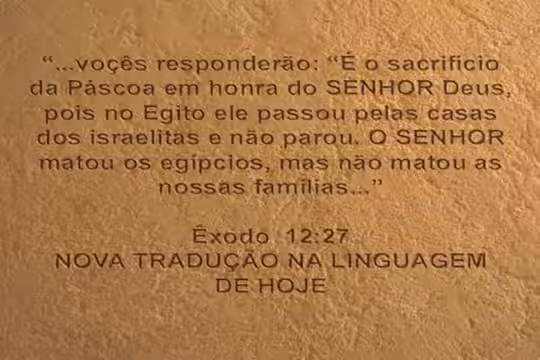 “...voçês responderão: “É o sacrificio
da Páscoa em honra do SENHOR Deus,
pois no Egito ele passou pelas casas
dos israelitas e não parou. O SENHOR
matou os egípcios, mas não matou as
nossas famílias...”
Êxodo 12:27
NOVA TRADUÇÃO NA LINGUAGEM
DE HOJE